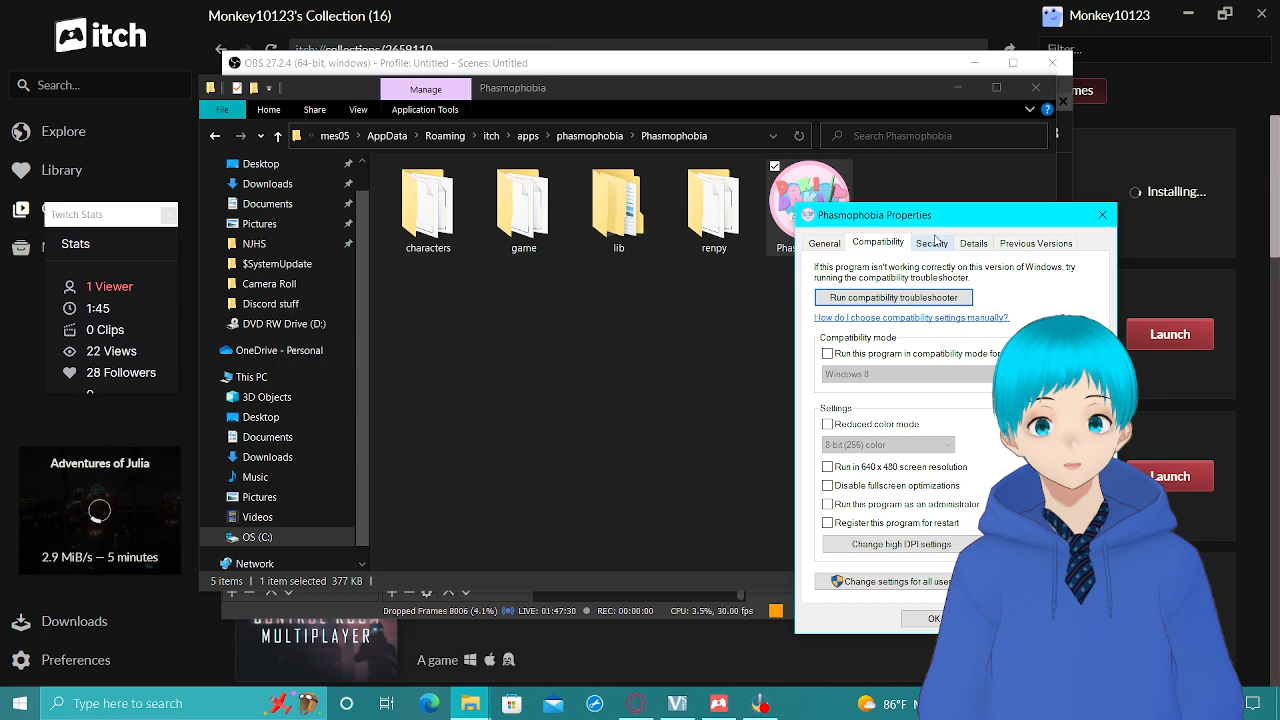 Monkey10123's Collection (16)
Monkey10123
itch
itch://collections/2659110
Filter...
Search...
OBS 27.2.4 (64-bit, windows) - Profile: Untitled - Scenes: Untitled
Manage
Phasmophobia
File
Home
Share
View
Application Tools
mes05 > AppData > Roaming > itch > apps > phasmophobia > Phasmophobia
Search Phasmophobia
Explore
Library
Twitch Stats
Stats
1 Viewer
1:45
0 Clips
22 Views
28 Followers
Desktop
Downloads
Documents
Pictures
NJHS
$SystemUpdate
Camera Roll
Discord stuff
DVD RW Drive (D:)
OneDrive - Personal
This PC
3D Objects
Desktop
Documents
Downloads
Music
Pictures
Videos
OS (C:)
Network
characters
game
lib
renpy
Installing...
Phasmophobia Properties
General
Compatibility
Security
Details
Previous Versions
If this program isn't working correctly on this version of Windows, try
running the compatibility troubleshooter.
Run compatibility troubleshooter
How do I choose compatibility settings manually?
Compatibility mode
Run this program in compatibility mode for
Windows 8
Settings
Reduced color mode
8-bit (256) color
Run in 640 x 480 screen resolution
Disable fullscreen optimizations
Run this program as an administrator
Register this program for restart
Change high DPI settings
Change settings for all user
OK
Launch
Launch
Adventures of Julia
2.9 MiB/s — 5 minutes
5 items
1 item selected 377 KB
Dropped Frames 8006 (4.1%)
LIVE: 01:47:30
REC: 00:00:00
CPU: 3.5%, 30.00 fps
CONTROL ROOM
MULTIPLAYER
A game
Downloads
Preferences
Type here to search
86°F